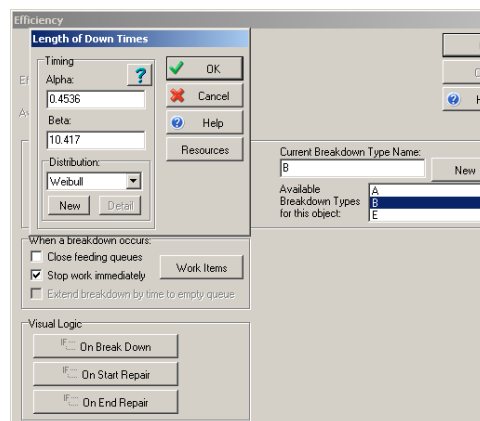 Efficiency
Length of Down Times
Timing
Alpha:
0.4536
Beta:
10.417
Distribution:
Weibull
New Detail
OK
Cancel
Help
Resources
Current Breakdown Type Name:
B
New
Available
Breakdown Types
for this object:
A
B
E
When a breakdown occurs:
Close feeding queues
Stop work immediately
Work Items
Extend breakdown by time to empty queue
Visual Logic
IF On Break Down
IF On Start Repair
IF On End Repair